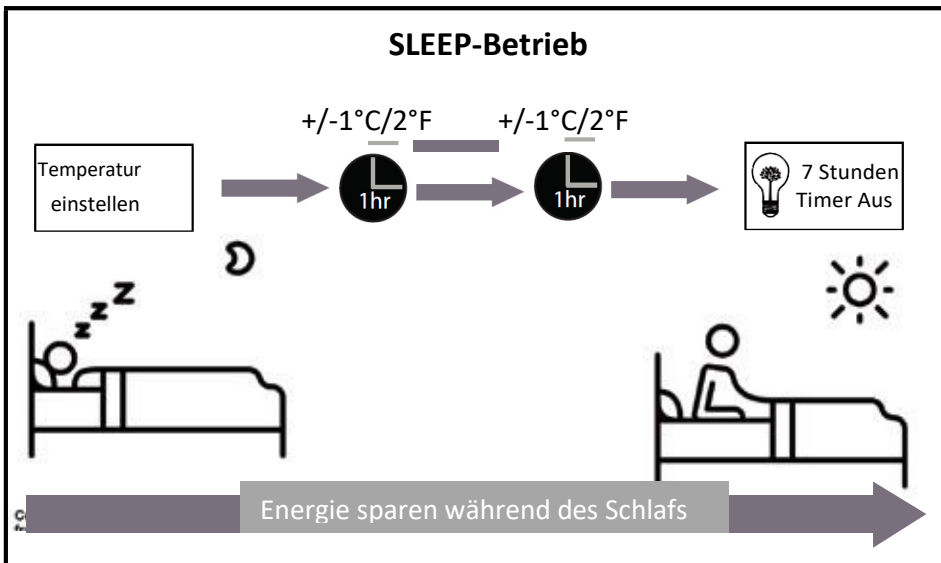 SLEEP-Betrieb
+/-1°C/2°F +/-1°C/2°F
Temperatur
einstellen
1hr
1hr
7 Stunden
Timer Aus
z z Z
Energie sparen während des Schlafs